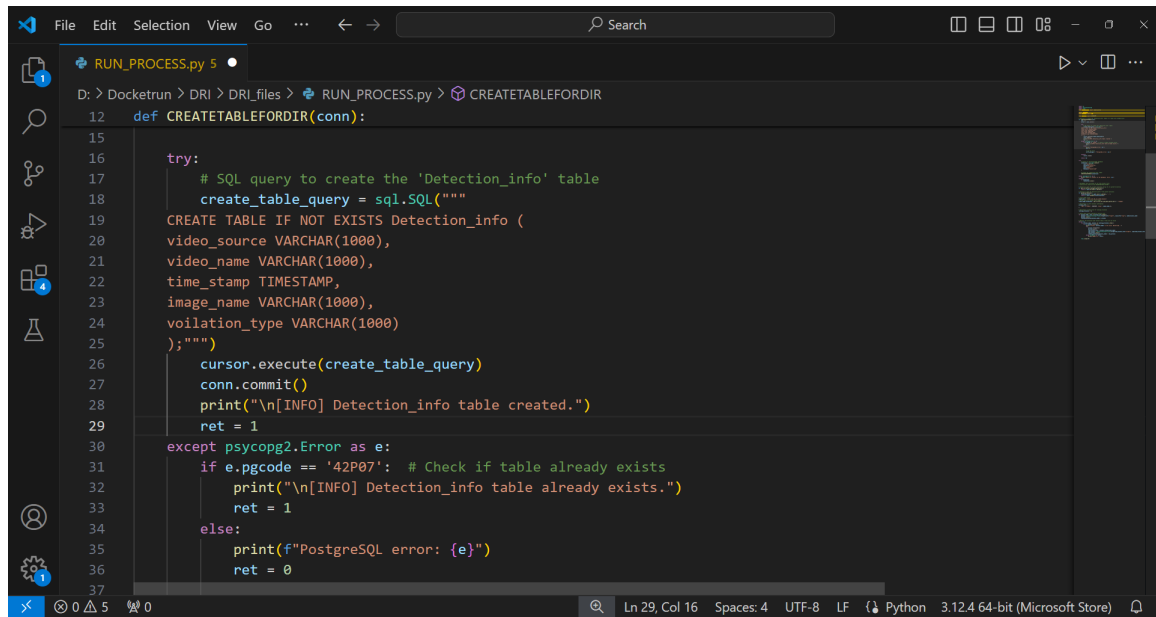 File Edit Selection View Go ··· Search
RUN_PROCESS.py 5
D: > Docketrun > DRI > DRI_files > RUN_PROCESS.py > CREATETABLEFORDIR
12 def CREATETABLEFORDIR(conn):
15
16 try:
17 # SQL query to create the 'Detection_info' table
18 create_table_query = sql.SQL("""
19 CREATE TABLE IF NOT EXISTS Detection_info (
20 video_source VARCHAR(1000),
21 video_name VARCHAR(1000),
22 time_stamp TIMESTAMP,
23 image_name VARCHAR(1000),
24 voilation_type VARCHAR(1000)
25 );""")
26 cursor.execute(create_table_query)
27 conn.commit()
28 print("\n[INFO] Detection_info table created.")
29 ret = 1
30 except psycopg2.Error as e:
31 if e.pgcode == '42P07': # Check if table already exists
32 print("\n[INFO] Detection_info table already exists.")
33 ret = 1
34 else:
35 print(f"PostgreSQL error: {e}")
36 ret = 0
37
1
4
1
0 5 0 Ln 29, Col 16 Spaces: 4 UTF-8 LF Python 3.12.4 64-bit (Microsoft Store)